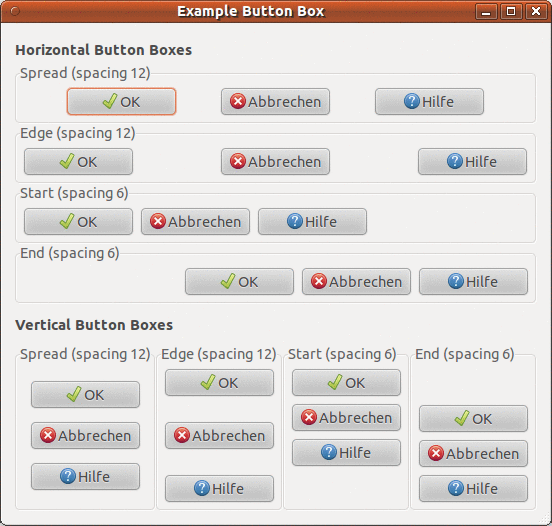 Example Button Box
Horizontal Button Boxes
Spread (spacing 12)
OK Abbrechen Hilfe
Edge (spacing 12)
OK Abbrechen Hilfe
Start (spacing 6)
OK Abbrechen Hilfe
End (spacing 6)
OK Abbrechen Hilfe
Vertical Button Boxes
Spread (spacing 12)
OK
Abbrechen
Hilfe
Edge (spacing 12)
OK
Abbrechen
Hilfe
Start (spacing 6)
OK
Abbrechen
Hilfe
End (spacing 6)
OK
Abbrechen
Hilfe